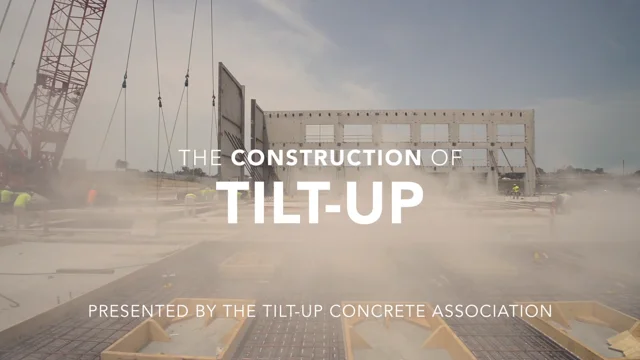 THE CONSTRUCTION OF
TILT-UP
PRESENTED BY THE TILT-UP CONCRETE ASSOCIATION